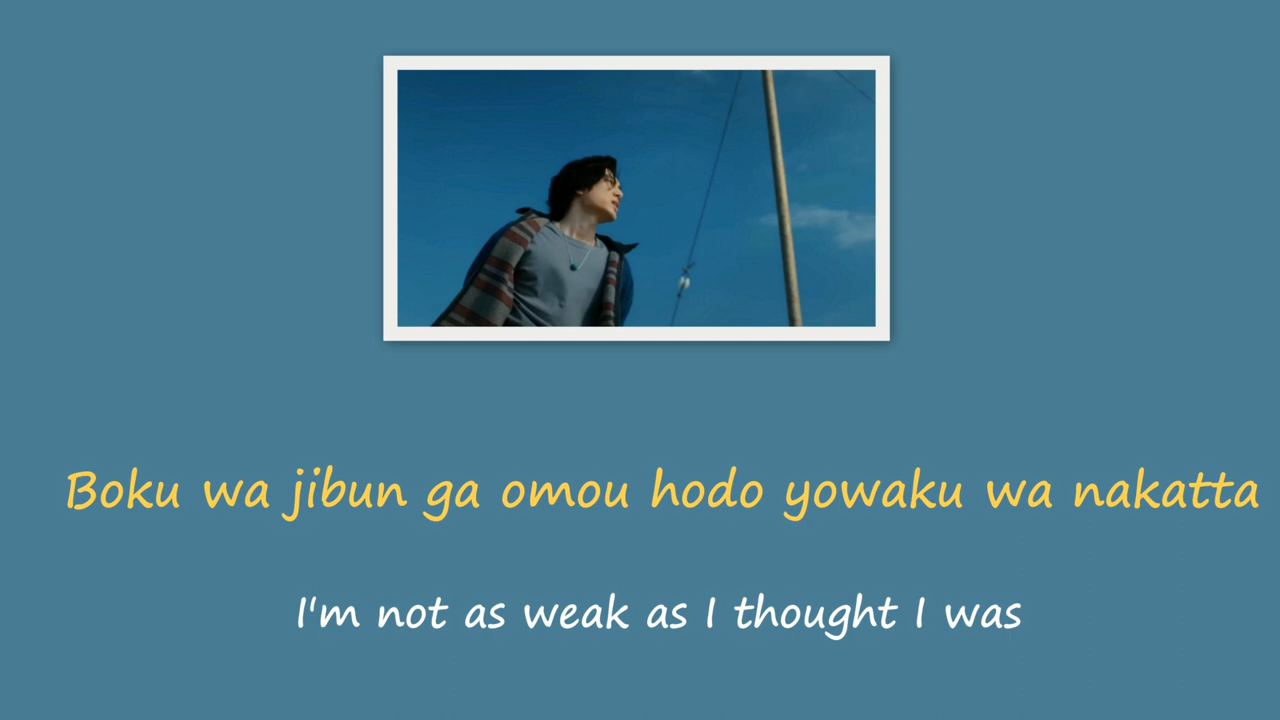 Boku wa jibun ga omou hodo yowaku wa nakatta
I'm not as weak as I thought I was